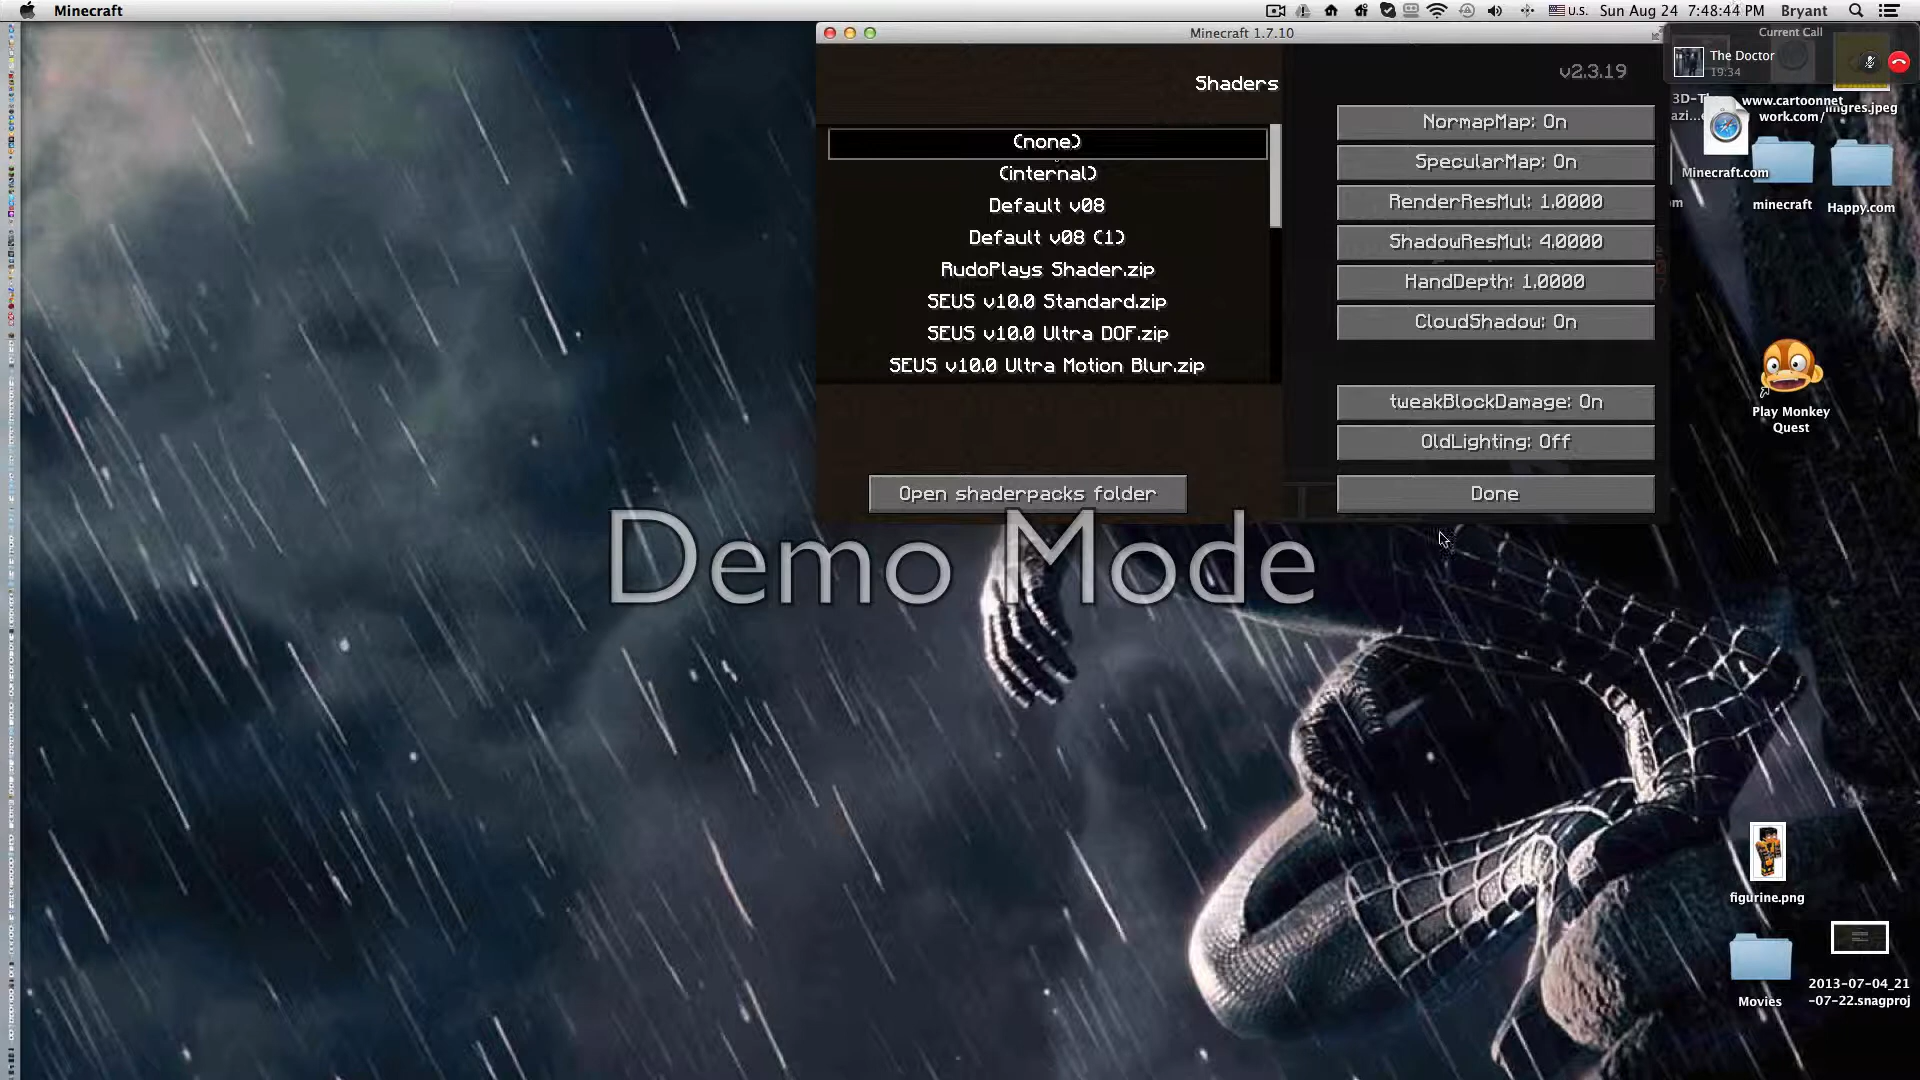 Minecraft
U.S. Sun Aug 24 7:48:44 PM Bryant
Minecraft 1.7.10
Current Call
The Doctor
19:34
Shaders
v2.3.19
(none)
(internal)
Default v08
Default v08 (1)
RudoPlays Shader.zip
SEUS v10.0 Standard.zip
SEUS v10.0 Ultra DOF.zip
SEUS v10.0 Ultra Motion Blur.zip
NormapMap: On
SpecularMap: On
RenderResMul: 1.0000
ShadowResMul: 4.0000
HandDepth: 1.0000
CloudShadow: On
tweakBlockDamage: On
OldLighting: Off
Open shaderpacks folder
Done
Demo Mode
www.cartoonnet
work.com/
Minecraft.com
minecraft
Happy.com
Play Monkey
Quest
figurine.png
Movies
2013-07-04_21
-07-22.snagproj